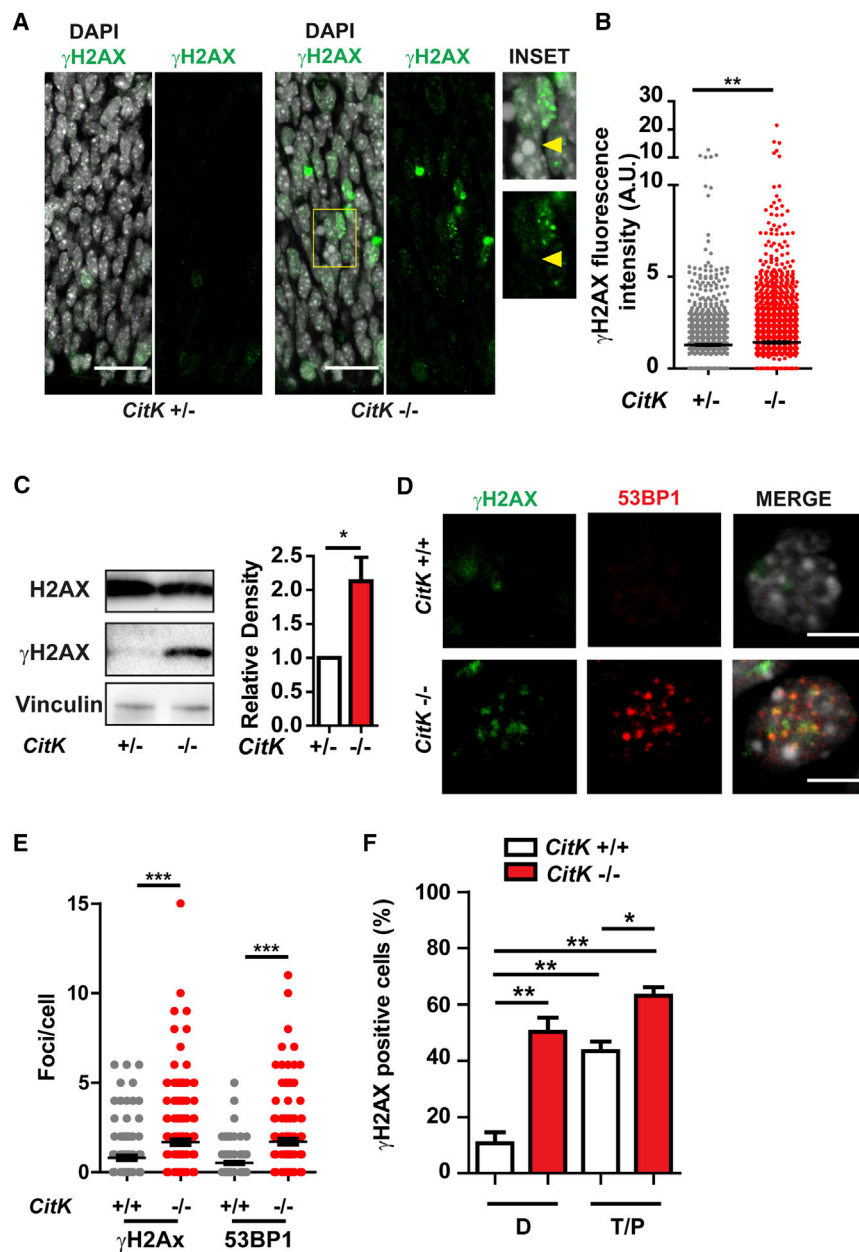 A
DAPI
γH2AX γH2AX
DAPI
γH2AX γH2AX
INSET
CitK +/-
CitK -/-
B
**
30
20
10
5
0
γH2AX fluorescence
intensity (A.U.)
CitK +/- -/-
C
H2AX
γH2AX
Vinculin
CitK +/- -/-
*
Relative Density
2.5
2.0
1.5
1.0
0.5
0.0
CitK +/- -/-
D
γH2AX 53BP1 MERGE
CitK +/+
CitK -/-
E
***
***
15
10
5
0
Foci/cell
CitK +/+ -/- +/+ -/-
γH2Ax 53BP1
F
CitK +/+
CitK -/-
100
80
60
40
20
0
γH2AX positive cells (%)
*
**
**
**
D T/P